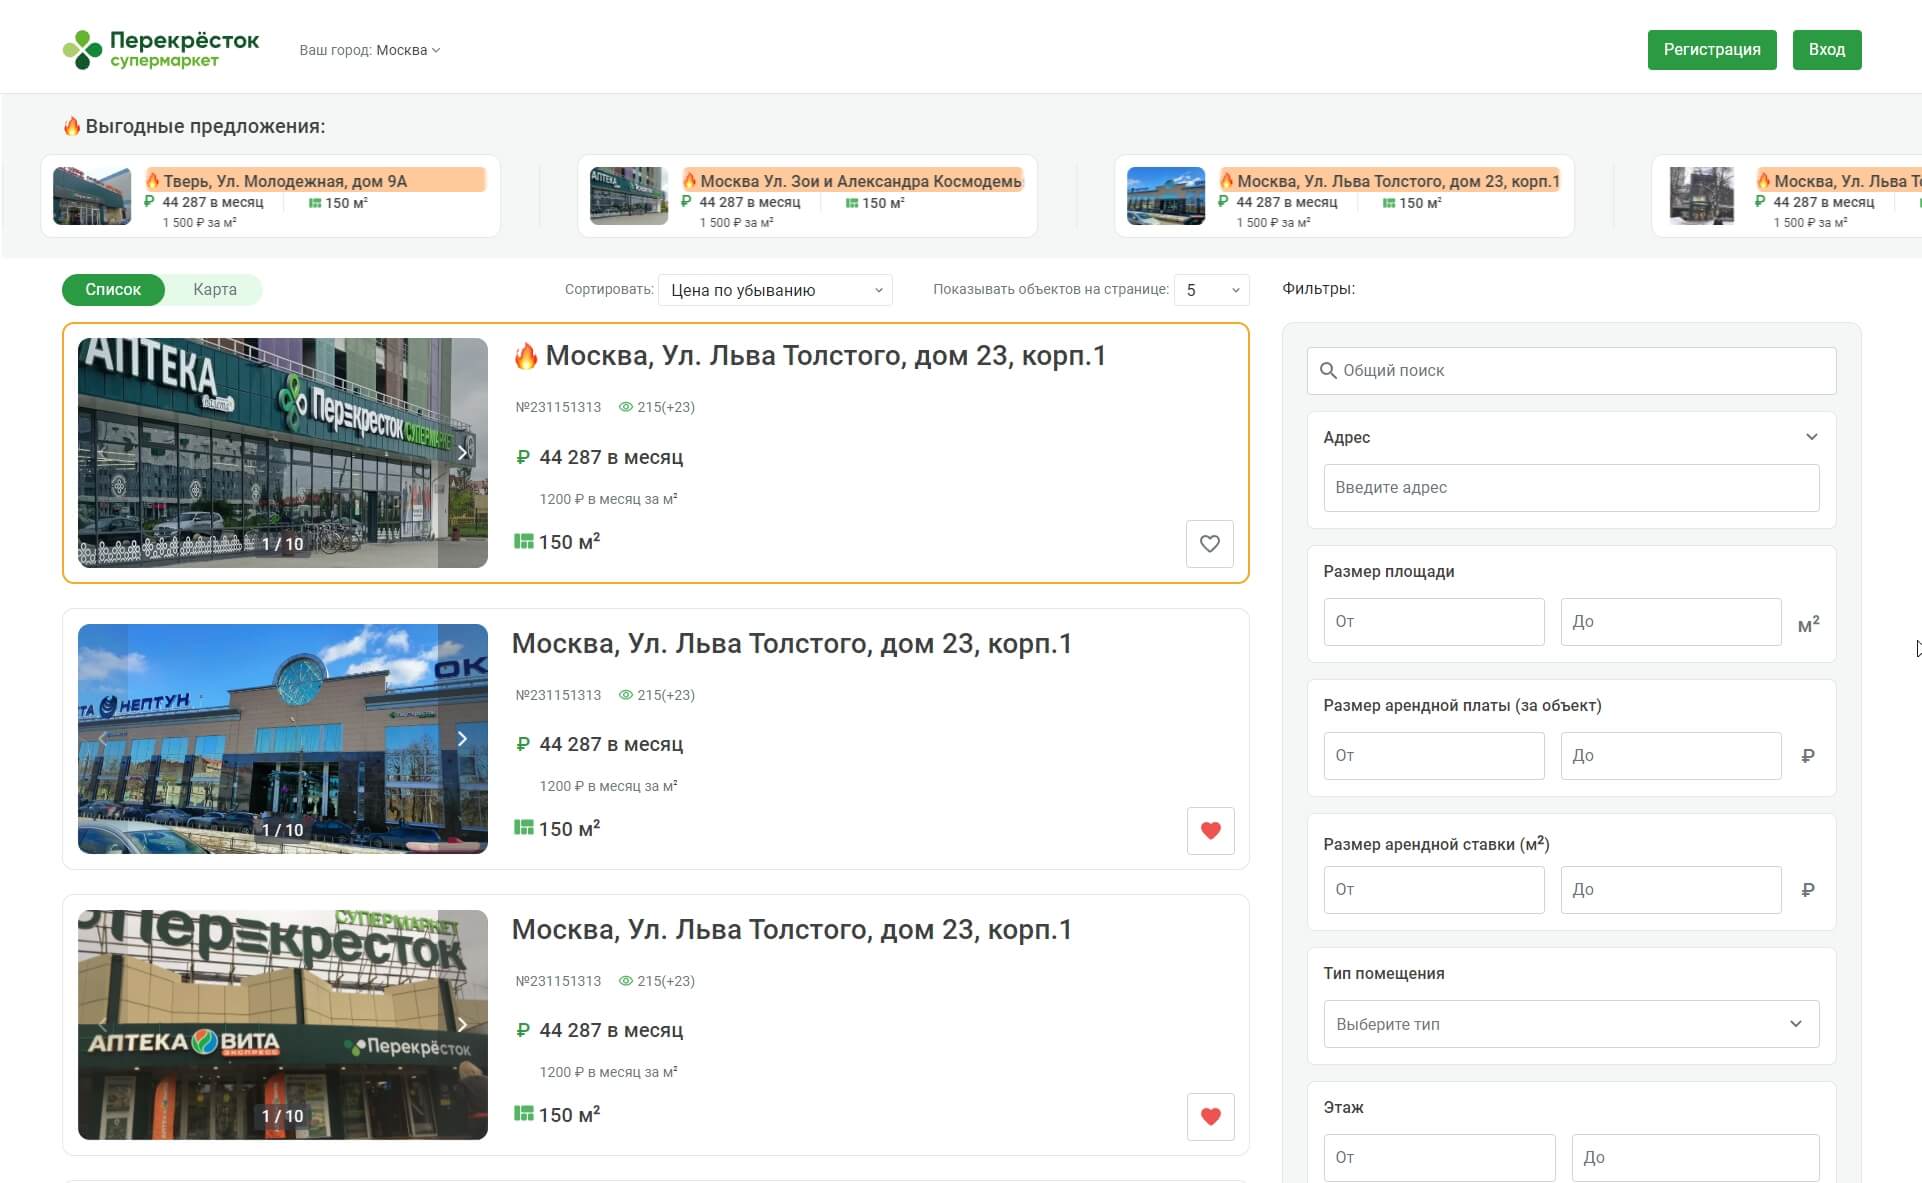 Перекрёсток
супермаркет
Ваш город: Москва
Регистрация
Вход
Выгодные предложения:
Тверь, Ул. Молодежная, дом 9А
₽ 44 287 в месяц
150 м²
1 500 ₽ за м²
Москва Ул. Зои и Александра Космодемь
₽ 44 287 в месяц
150 м²
1 500 ₽ за м²
Москва, Ул. Льва Толстого, дом 23, корп.1
₽ 44 287 в месяц
150 м²
1 500 ₽ за м²
Москва, Ул. Льва То
₽ 44 287 в месяц
1 500 ₽ за м²
Список
Карта
Сортировать: Цена по убыванию
Показывать объектов на странице: 5
Фильтры:
АПТЕКА
Перекресток СУПЕРМАРКЕТ
1 / 10
Москва, Ул. Льва Толстого, дом 23, корп.1
№231151313 215(+23)
₽ 44 287 в месяц
1200 ₽ в месяц за м²
150 м²
НЕПТУН
ОК
1 / 10
Москва, Ул. Льва Толстого, дом 23, корп.1
№231151313 215(+23)
₽ 44 287 в месяц
1200 ₽ в месяц за м²
150 м²
СУПЕРМАРКЕТ
Перекресток
АПТЕКА ВИТА
ЭКСПРЕСС
Перекрёсток
1 / 10
Москва, Ул. Льва Толстого, дом 23, корп.1
№231151313 215(+23)
₽ 44 287 в месяц
1200 ₽ в месяц за м²
150 м²
Общий поиск
Адрес
Введите адрес
Размер площади
От
До
м²
Размер арендной платы (за объект)
От
До
₽
Размер арендной ставки (м²)
От
До
₽
Тип помещения
Выберите тип
Этаж
От
До